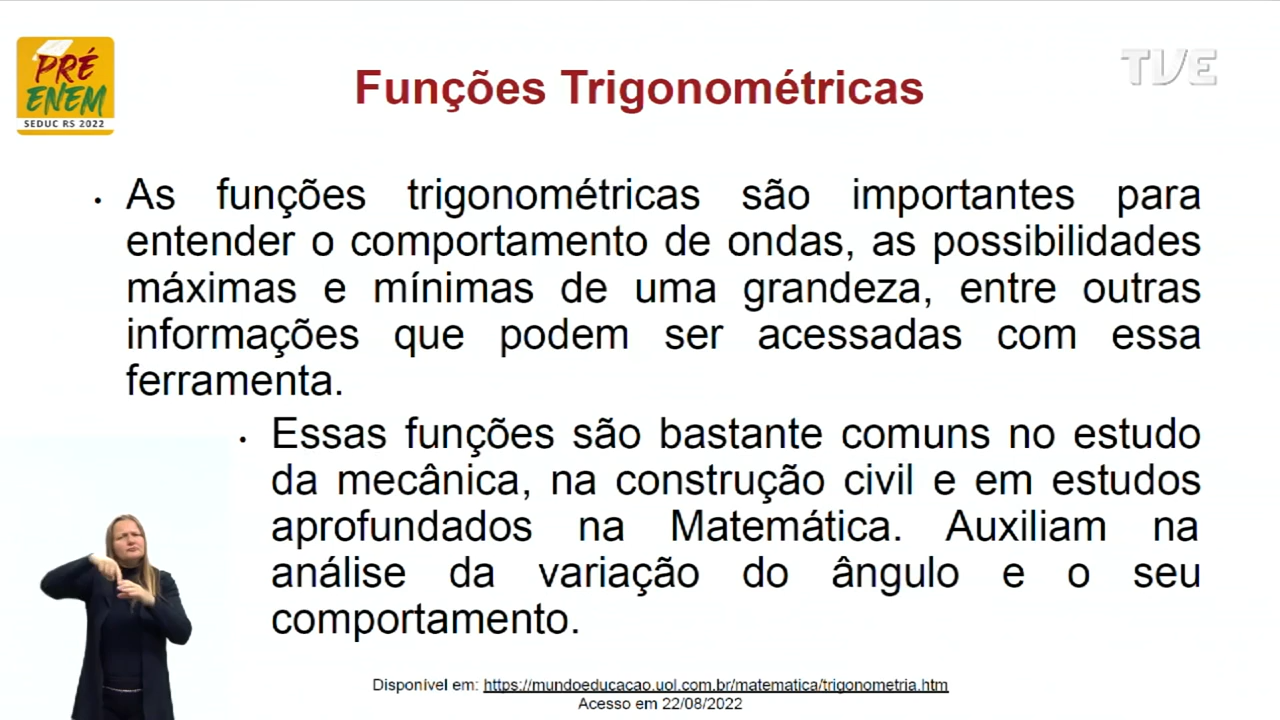 PRÉ
ENEM
SEDUC RS 2022
TVE
Funções Trigonométricas
• As funções trigonométricas são importantes para
entender o comportamento de ondas, as possibilidades
máximas e mínimas de uma grandeza, entre outras
informações que podem ser acessadas com essa
ferramenta.
• Essas funções são bastante comuns no estudo
da mecânica, na construção civil e em estudos
aprofundados na Matemática. Auxiliam na
análise da variação do ângulo e o seu
comportamento.
Disponível em: https://mundoeducacao.uol.com.br/matematica/trigonometria.htm
Acesso em 22/08/2022